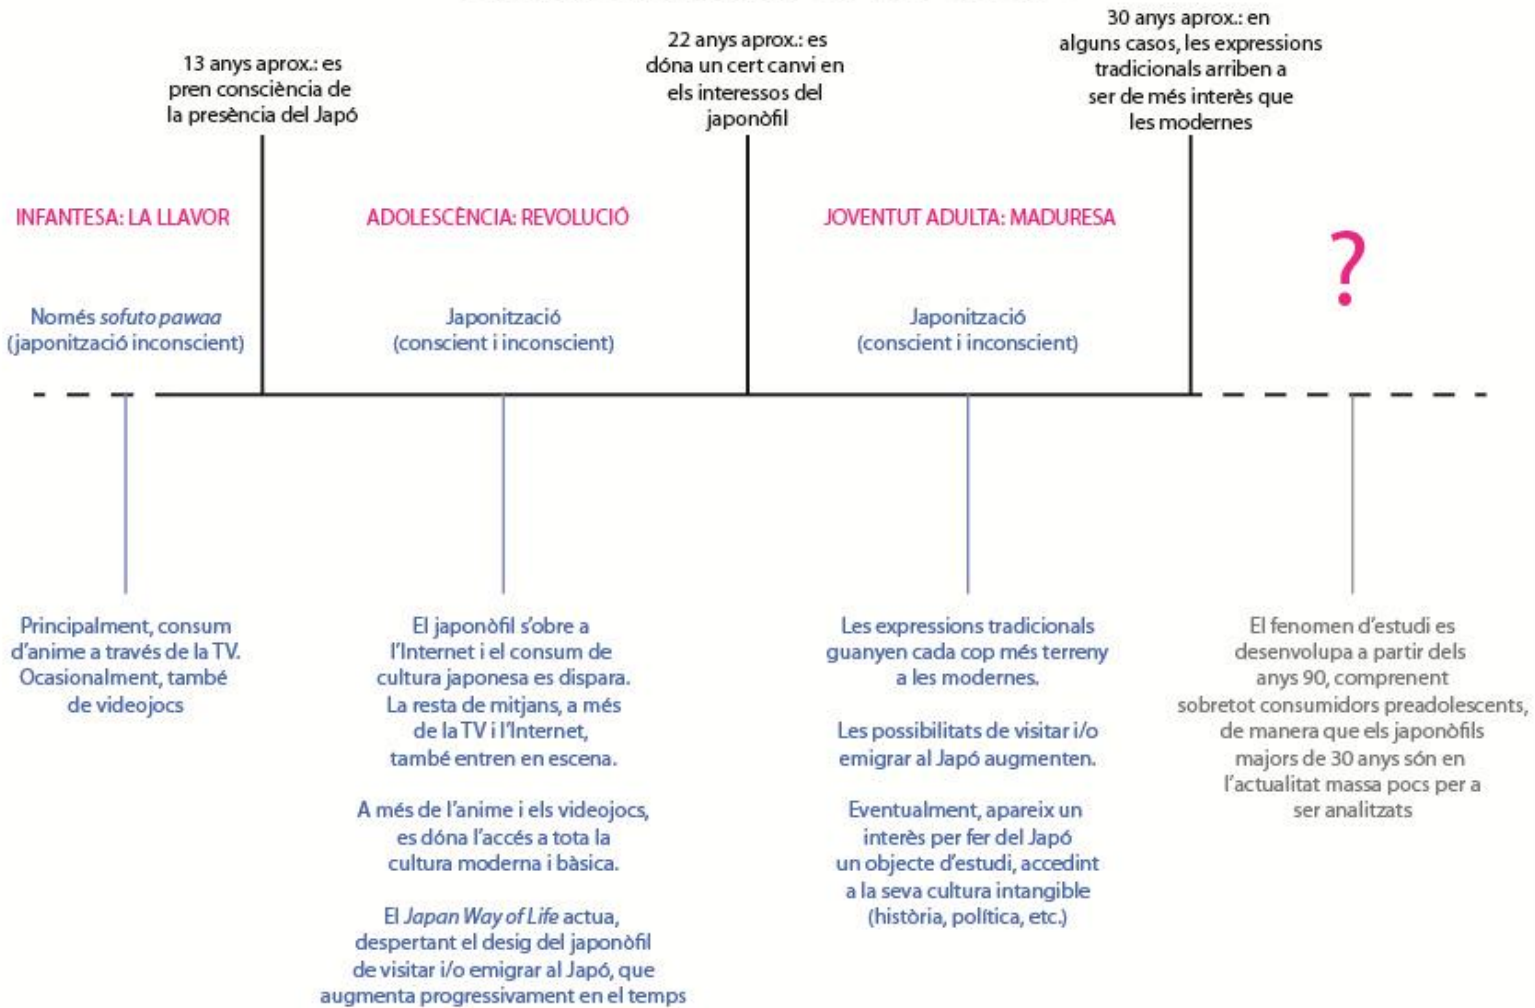 13 anys aprox.: es
pren consciència de
la presència del Japó
22 anys aprox.: es
dóna un cert canvi en
els interessos del
japonòfil
30 anys aprox.: en
alguns casos, les expressions
tradicionals arriben a
ser de més interès que
les modernes
INFANTESA: LA LLAVOR
ADOLESCÈNCIA: REVOLUCIÓ
JOVENTUT ADULTA: MADURESA
?
Només sofuto pawaa
(japonització inconscient)
Japonització
(conscient i inconscient)
Japonització
(conscient i inconscient)
Principalment, consum
d'anime a través de la TV.
Ocasionalment, també
de videojocs
El japonòfil s'obre a
l'Internet i el consum de
cultura japonesa es dispara.
La resta de mitjans, a més
de la TV i l'Internet,
també entren en escena.
A més de l'anime i els videojocs,
es dóna l'accés a tota la
cultura moderna i bàsica.
El Japan Way of Life actua,
despertant el desig del japonòfil
de visitar i/o emigrar al Japó, que
augmenta progressivament en el temps
Les expressions tradicionals
guanyen cada cop més terreny
a les modernes.
Les possibilitats de visitar i/o
emigrar al Japó augmenten.
Eventualment, apareix un
interès per fer del Japó
un objecte d'estudi, accedint
a la seva cultura intangible
(història, política, etc.)
El fenomen d'estudi es
desenvolupa a partir dels
anys 90, comprenent
sobretot consumidors preadolescents,
de manera que els japonòfils
majors de 30 anys són en
l'actualitat massa pocs per a
ser analitzats